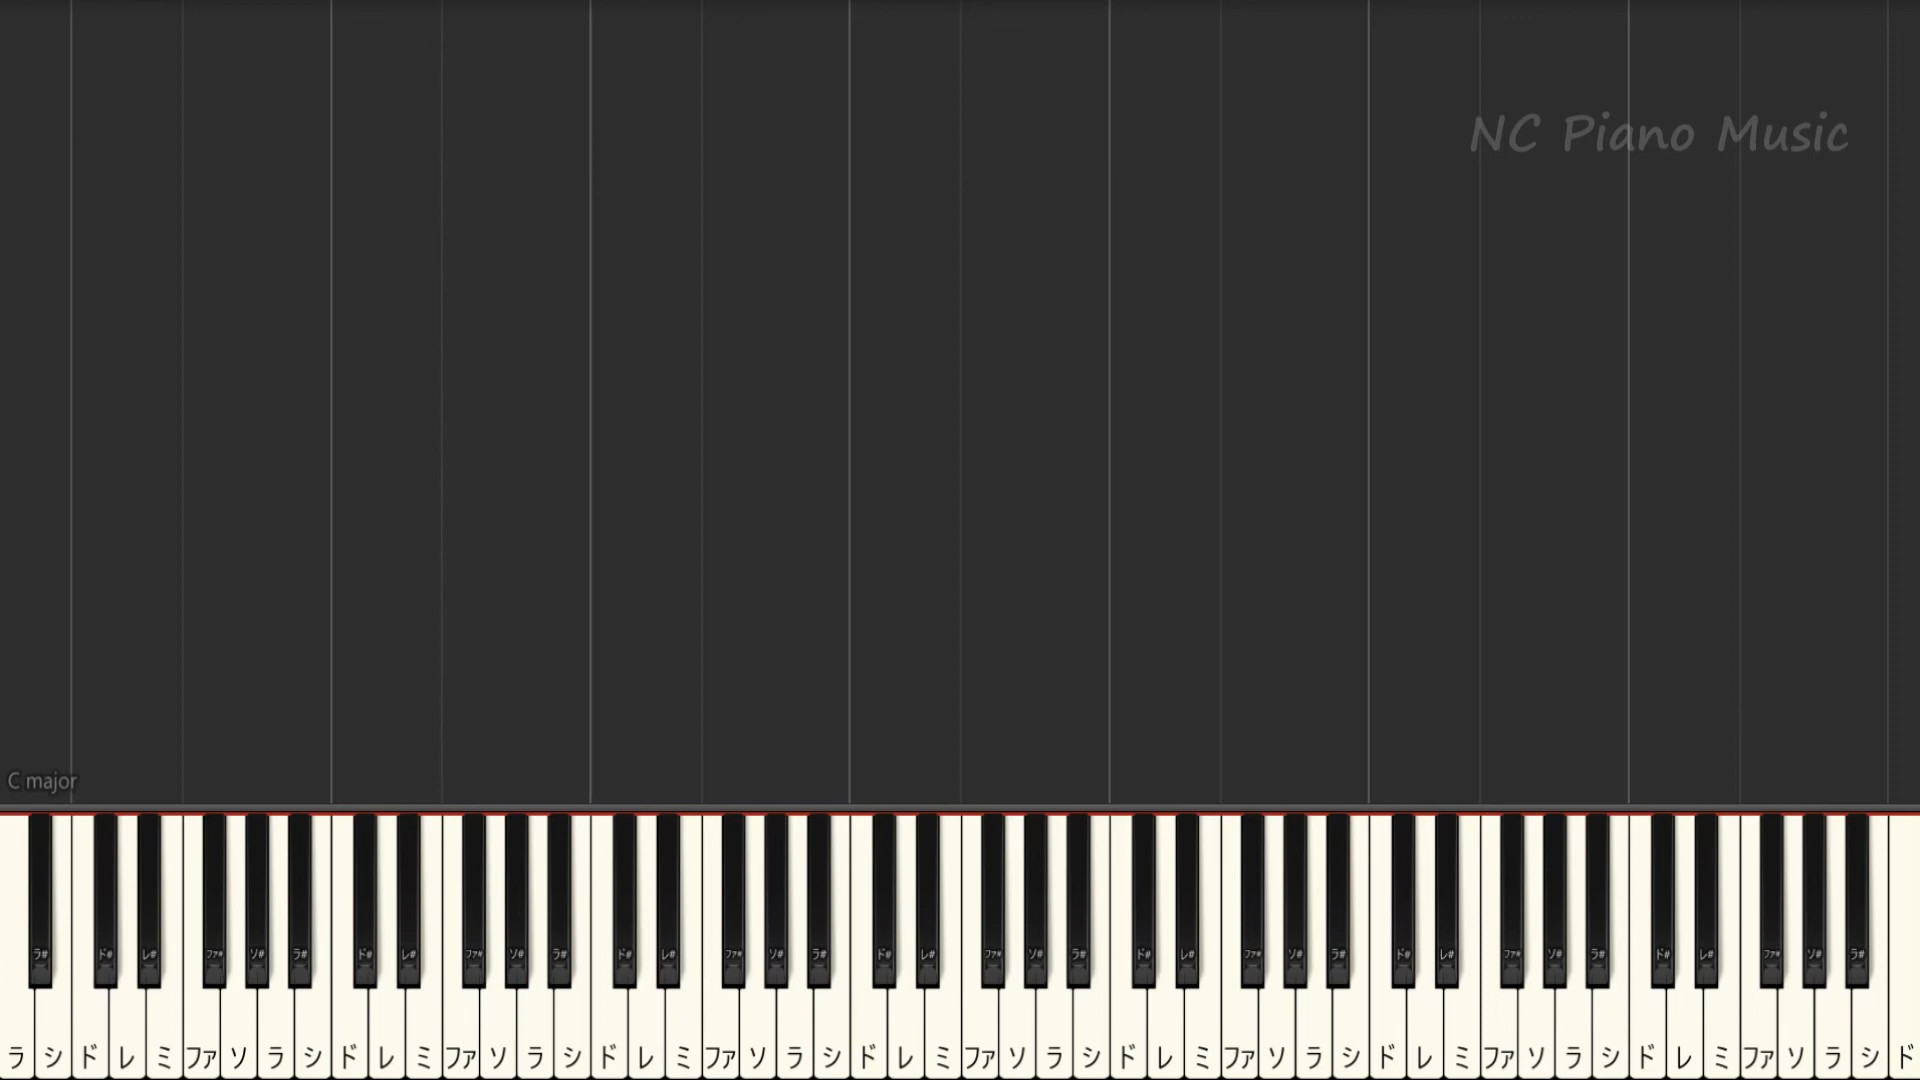 NC Piano Music
C major
ラ# ド# レ# ファ# ソ# ラ# ド# レ# ファ# ソ# ラ# ド# レ# ファ# ソ# ラ# ド# レ# ファ# ソ# ラ# ド# レ# ファ# ソ# ラ# ド# レ# ファ# ソ# ラ# ド# レ# ファ# ソ# ラ#
ラ シ ド レ ミ ファ ソ ラ シ ド レ ミ ファ ソ ラ シ ド レ ミ ファ ソ ラ シ ド レ ミ ファ ソ ラ シ ド レ ミ ファ ソ ラ シ ド レ ミ ファ ソ ラ シ ド レ ミ ファ ソ ラ シ ド